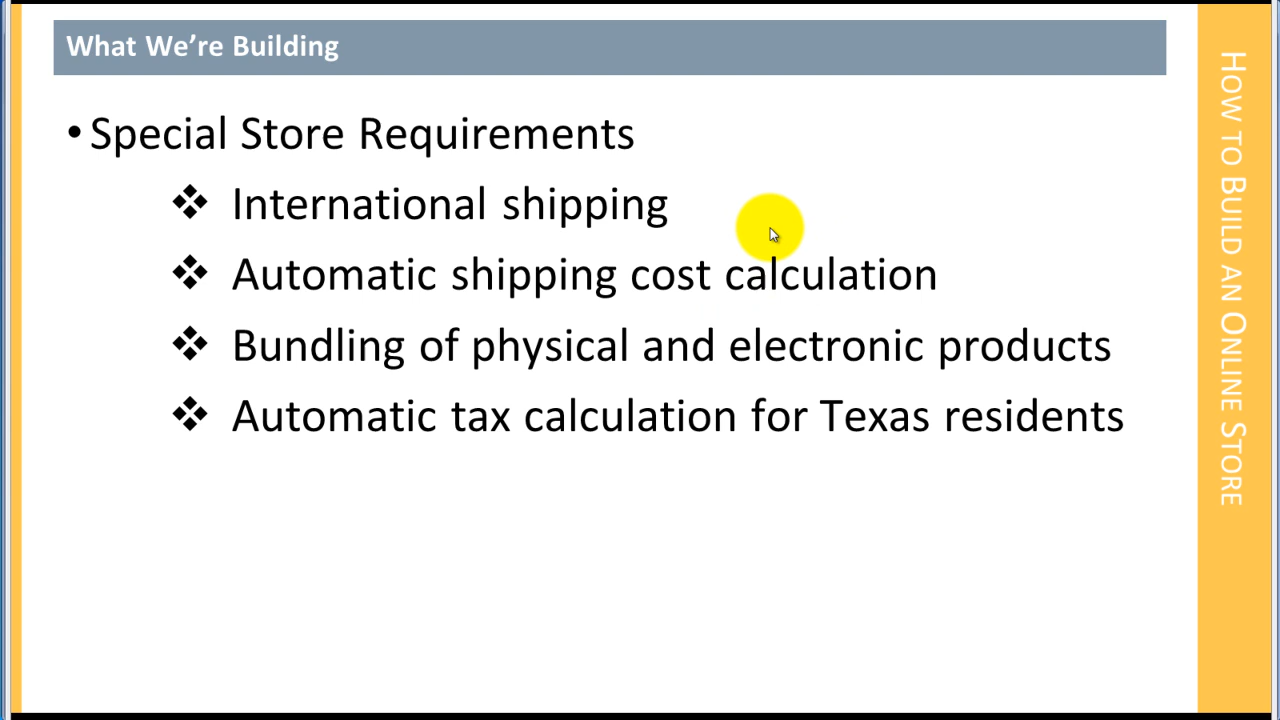 What We’re Building
• Special Store Requirements
❖ International shipping
❖ Automatic shipping cost calculation
❖ Bundling of physical and electronic products
❖ Automatic tax calculation for Texas residents
HOW TO BUILD AN ONLINE STORE